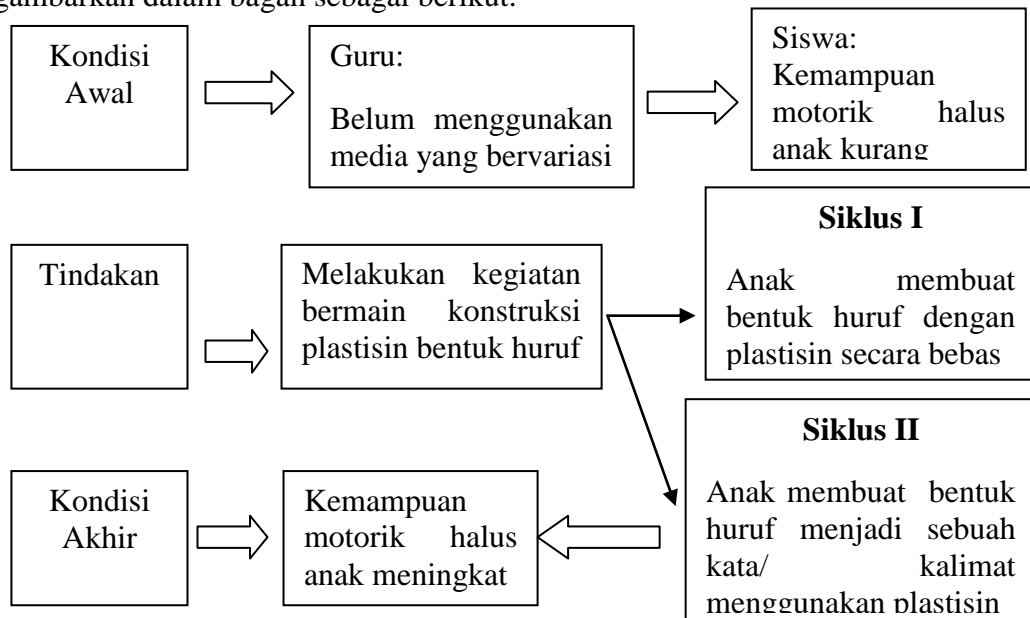 gambarkan dalam bagan sebagai berikut:
Kondisi
Awal
Guru:
Belum menggunakan
media yang bervariasi
Siswa:
Kemampuan
motorik halus
anak kurang
Tindakan
Melakukan kegiatan
bermain konstruksi
plastisin bentuk huruf
Siklus I
Anak membuat
bentuk huruf dengan
plastisin secara bebas
Siklus II
Anak membuat bentuk
huruf menjadi sebuah
kata/ kalimat
menggunakan plastisin
Kondisi
Akhir
Kemampuan
motorik halus
anak meningkat